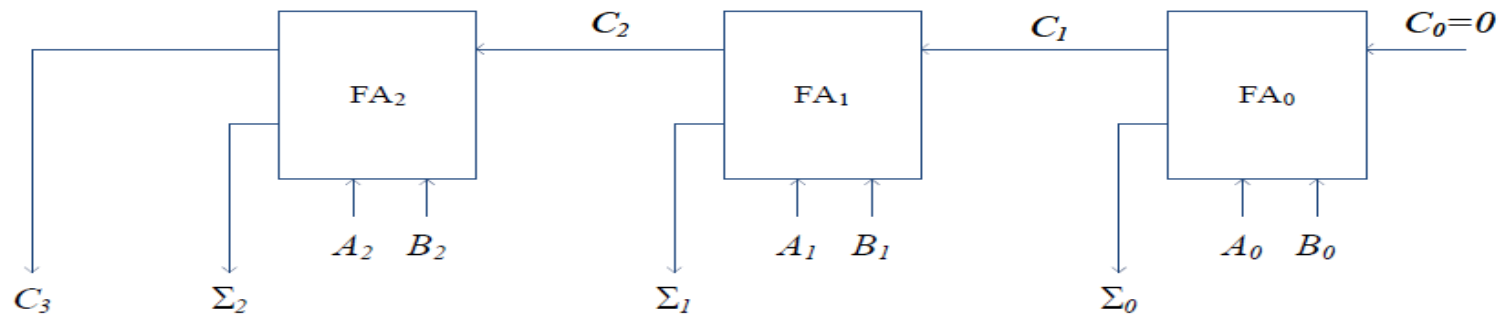 C₂ C₁ C₀=0
FA₂ FA₁ FA₀
A₂ B₂ A₁ B₁ A₀ B₀
C₃ Σ₂ Σ₁ Σ₀